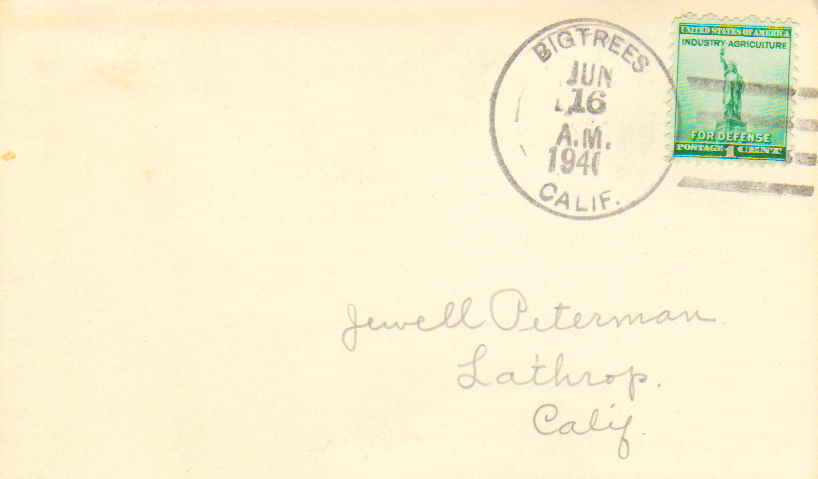 BIGTREES
JUN
16
A.M.
194
CALIF.
UNITED STATES OF AMERICA
INDUSTRY AGRICULTURE
FOR DEFENSE
POSTAGE 1 CENT
Jewell Peterman
Lathrop.
Calif.